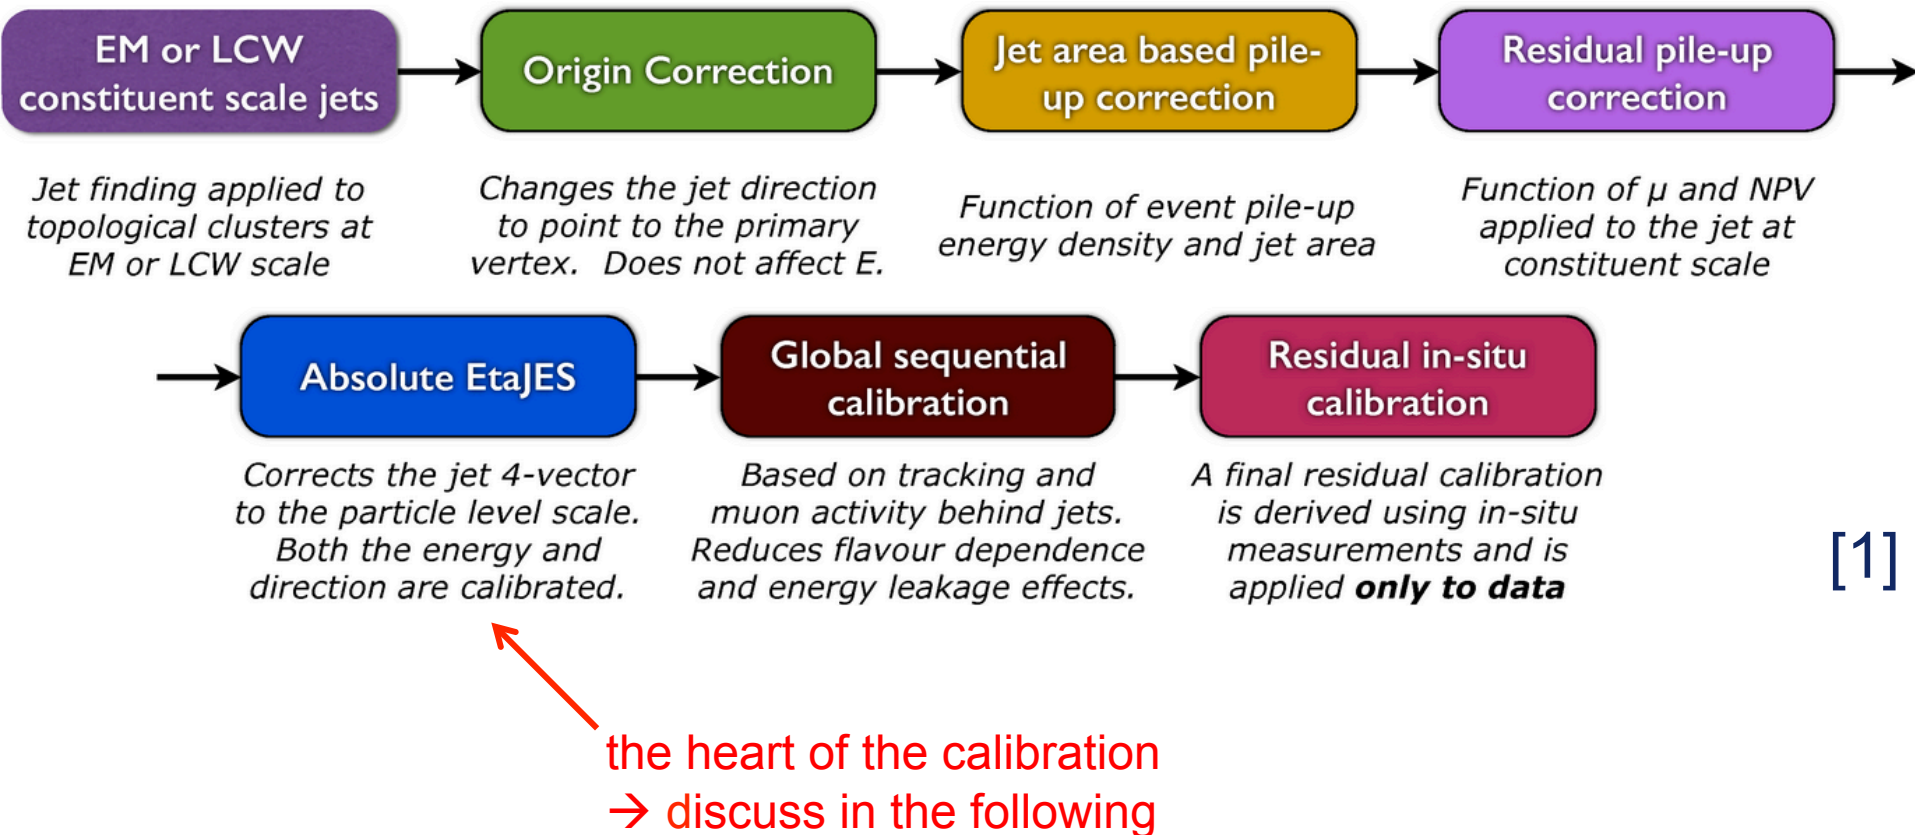 EM or LCW
constituent scale jets
Origin Correction
Jet area based pile-
up correction
Residual pile-up
correction
Jet finding applied to
topological clusters at
EM or LCW scale
Changes the jet direction
to point to the primary
vertex. Does not affect E.
Function of event pile-up
energy density and jet area
Function of µ and NPV
applied to the jet at
constituent scale
Absolute EtaJES
Global sequential
calibration
Residual in-situ
calibration
Corrects the jet 4-vector
to the particle level scale.
Both the energy and
direction are calibrated.
Based on tracking and
muon activity behind jets.
Reduces flavour dependence
and energy leakage effects.
A final residual calibration
is derived using in-situ
measurements and is
applied only to data
[1]
the heart of the calibration
→ discuss in the following